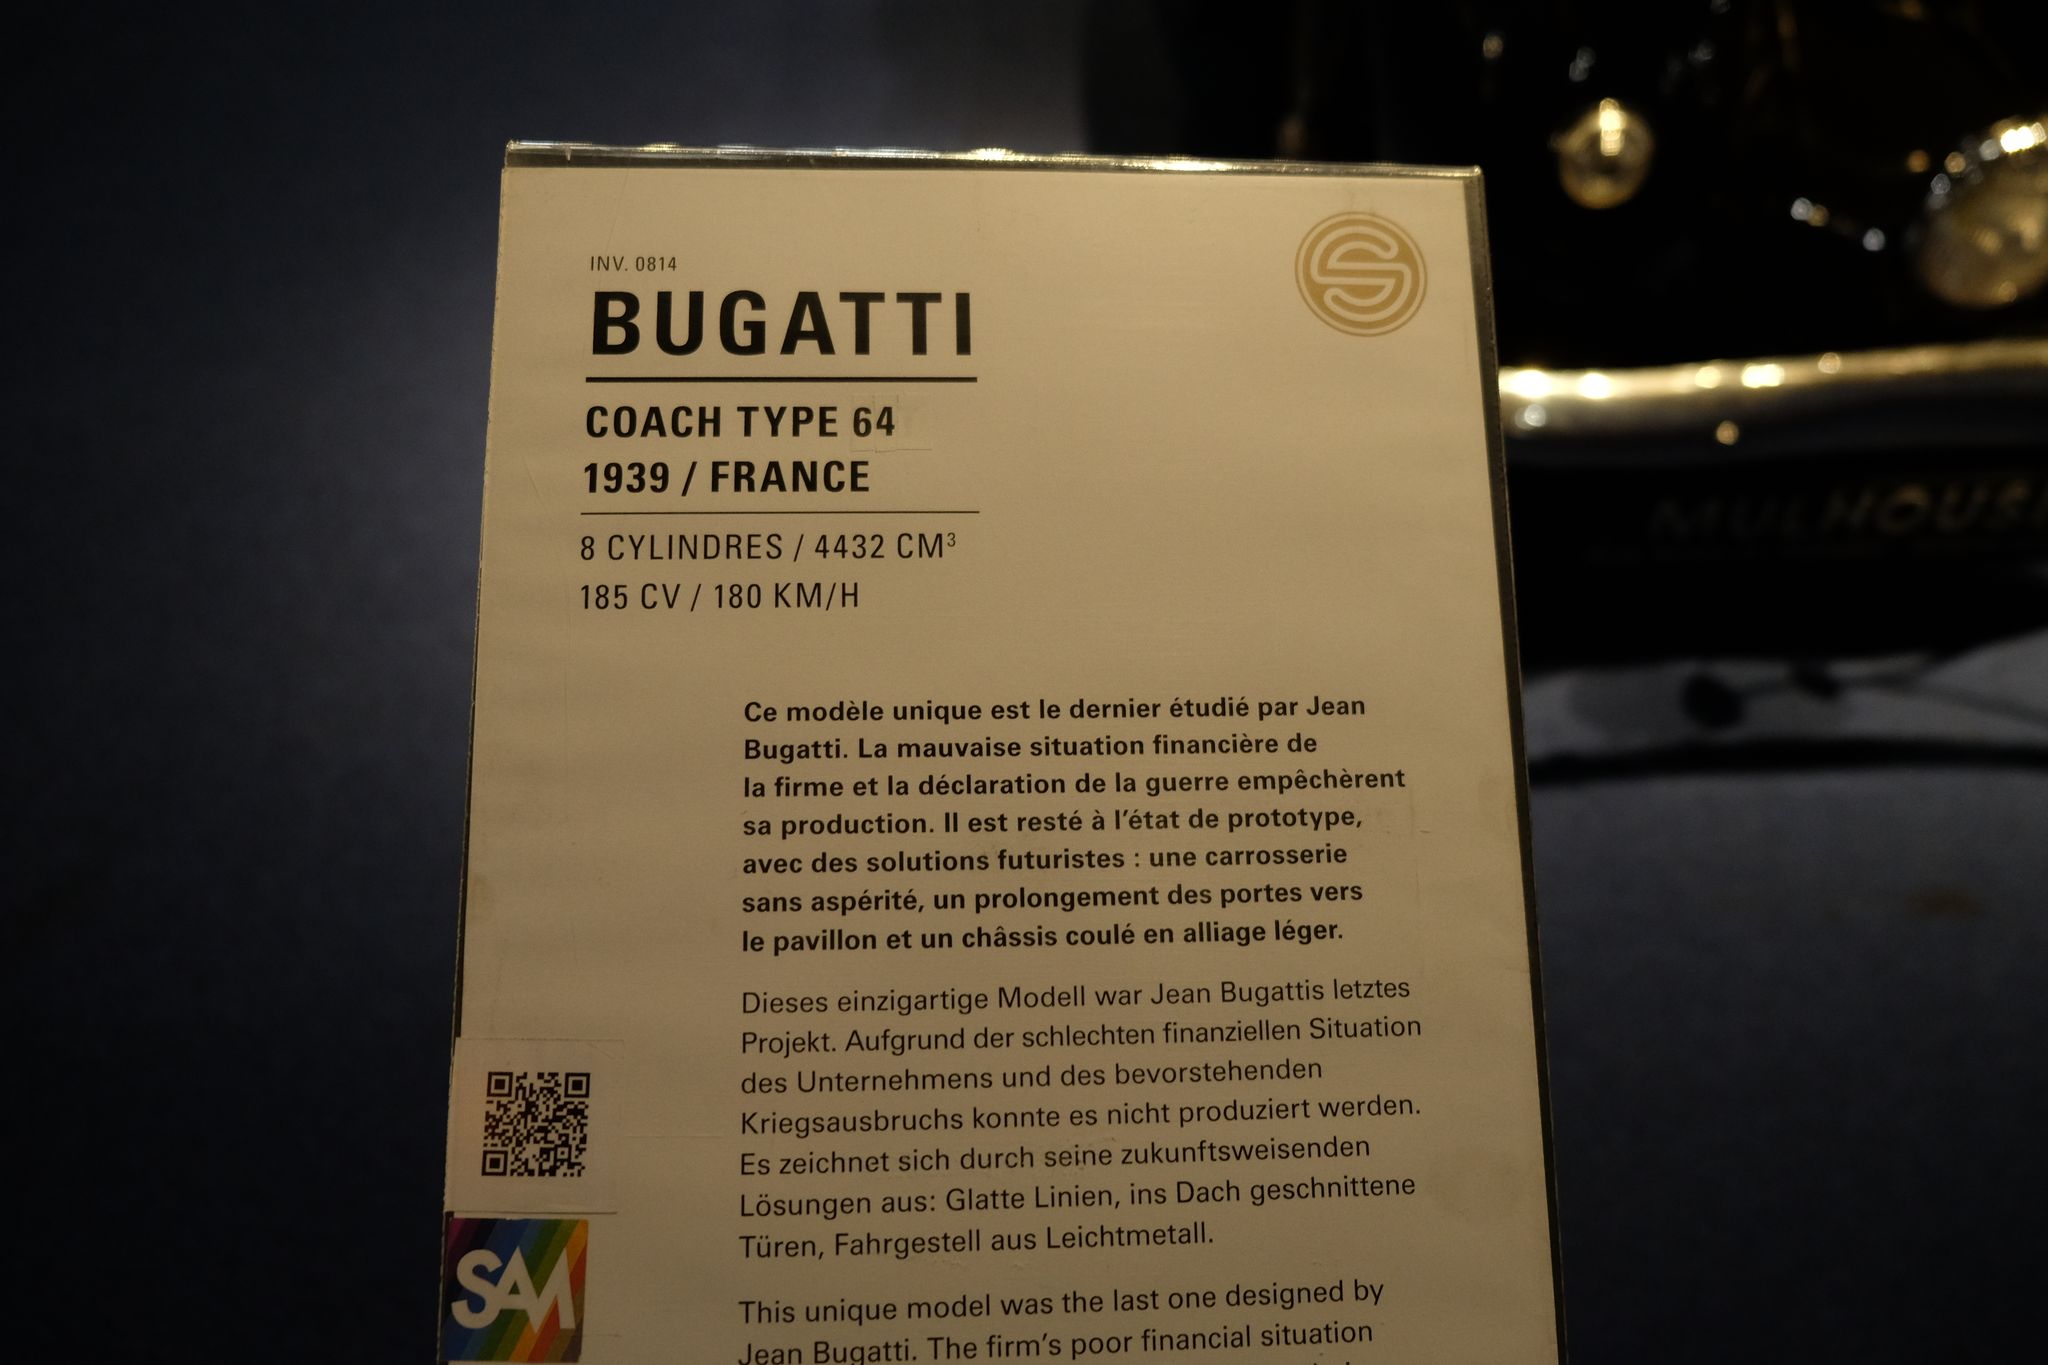 INV. 0814
BUGATTI
COACH TYPE 64
1939 / FRANCE
8 CYLINDRES / 4432 CM³
185 CV / 180 KM/H
Ce modèle unique est le dernier étudié par Jean
Bugatti. La mauvaise situation financière de
la firme et la déclaration de la guerre empêchèrent
sa production. Il est resté à l'état de prototype,
avec des solutions futuristes : une carrosserie
sans aspérité, un prolongement des portes vers
le pavillon et un châssis coulé en alliage léger.
Dieses einzigartige Modell war Jean Bugattis letztes
Projekt. Aufgrund der schlechten finanziellen Situation
des Unternehmens und des bevorstehenden
Kriegsausbruchs konnte es nicht produziert werden.
Es zeichnet sich durch seine zukunftsweisenden
Lösungen aus: Glatte Linien, ins Dach geschnittene
Türen, Fahrgestell aus Leichtmetall.
This unique model was the last one designed by
Jean Bugatti. The firm's poor financial situation
SAM
MULHOUSE